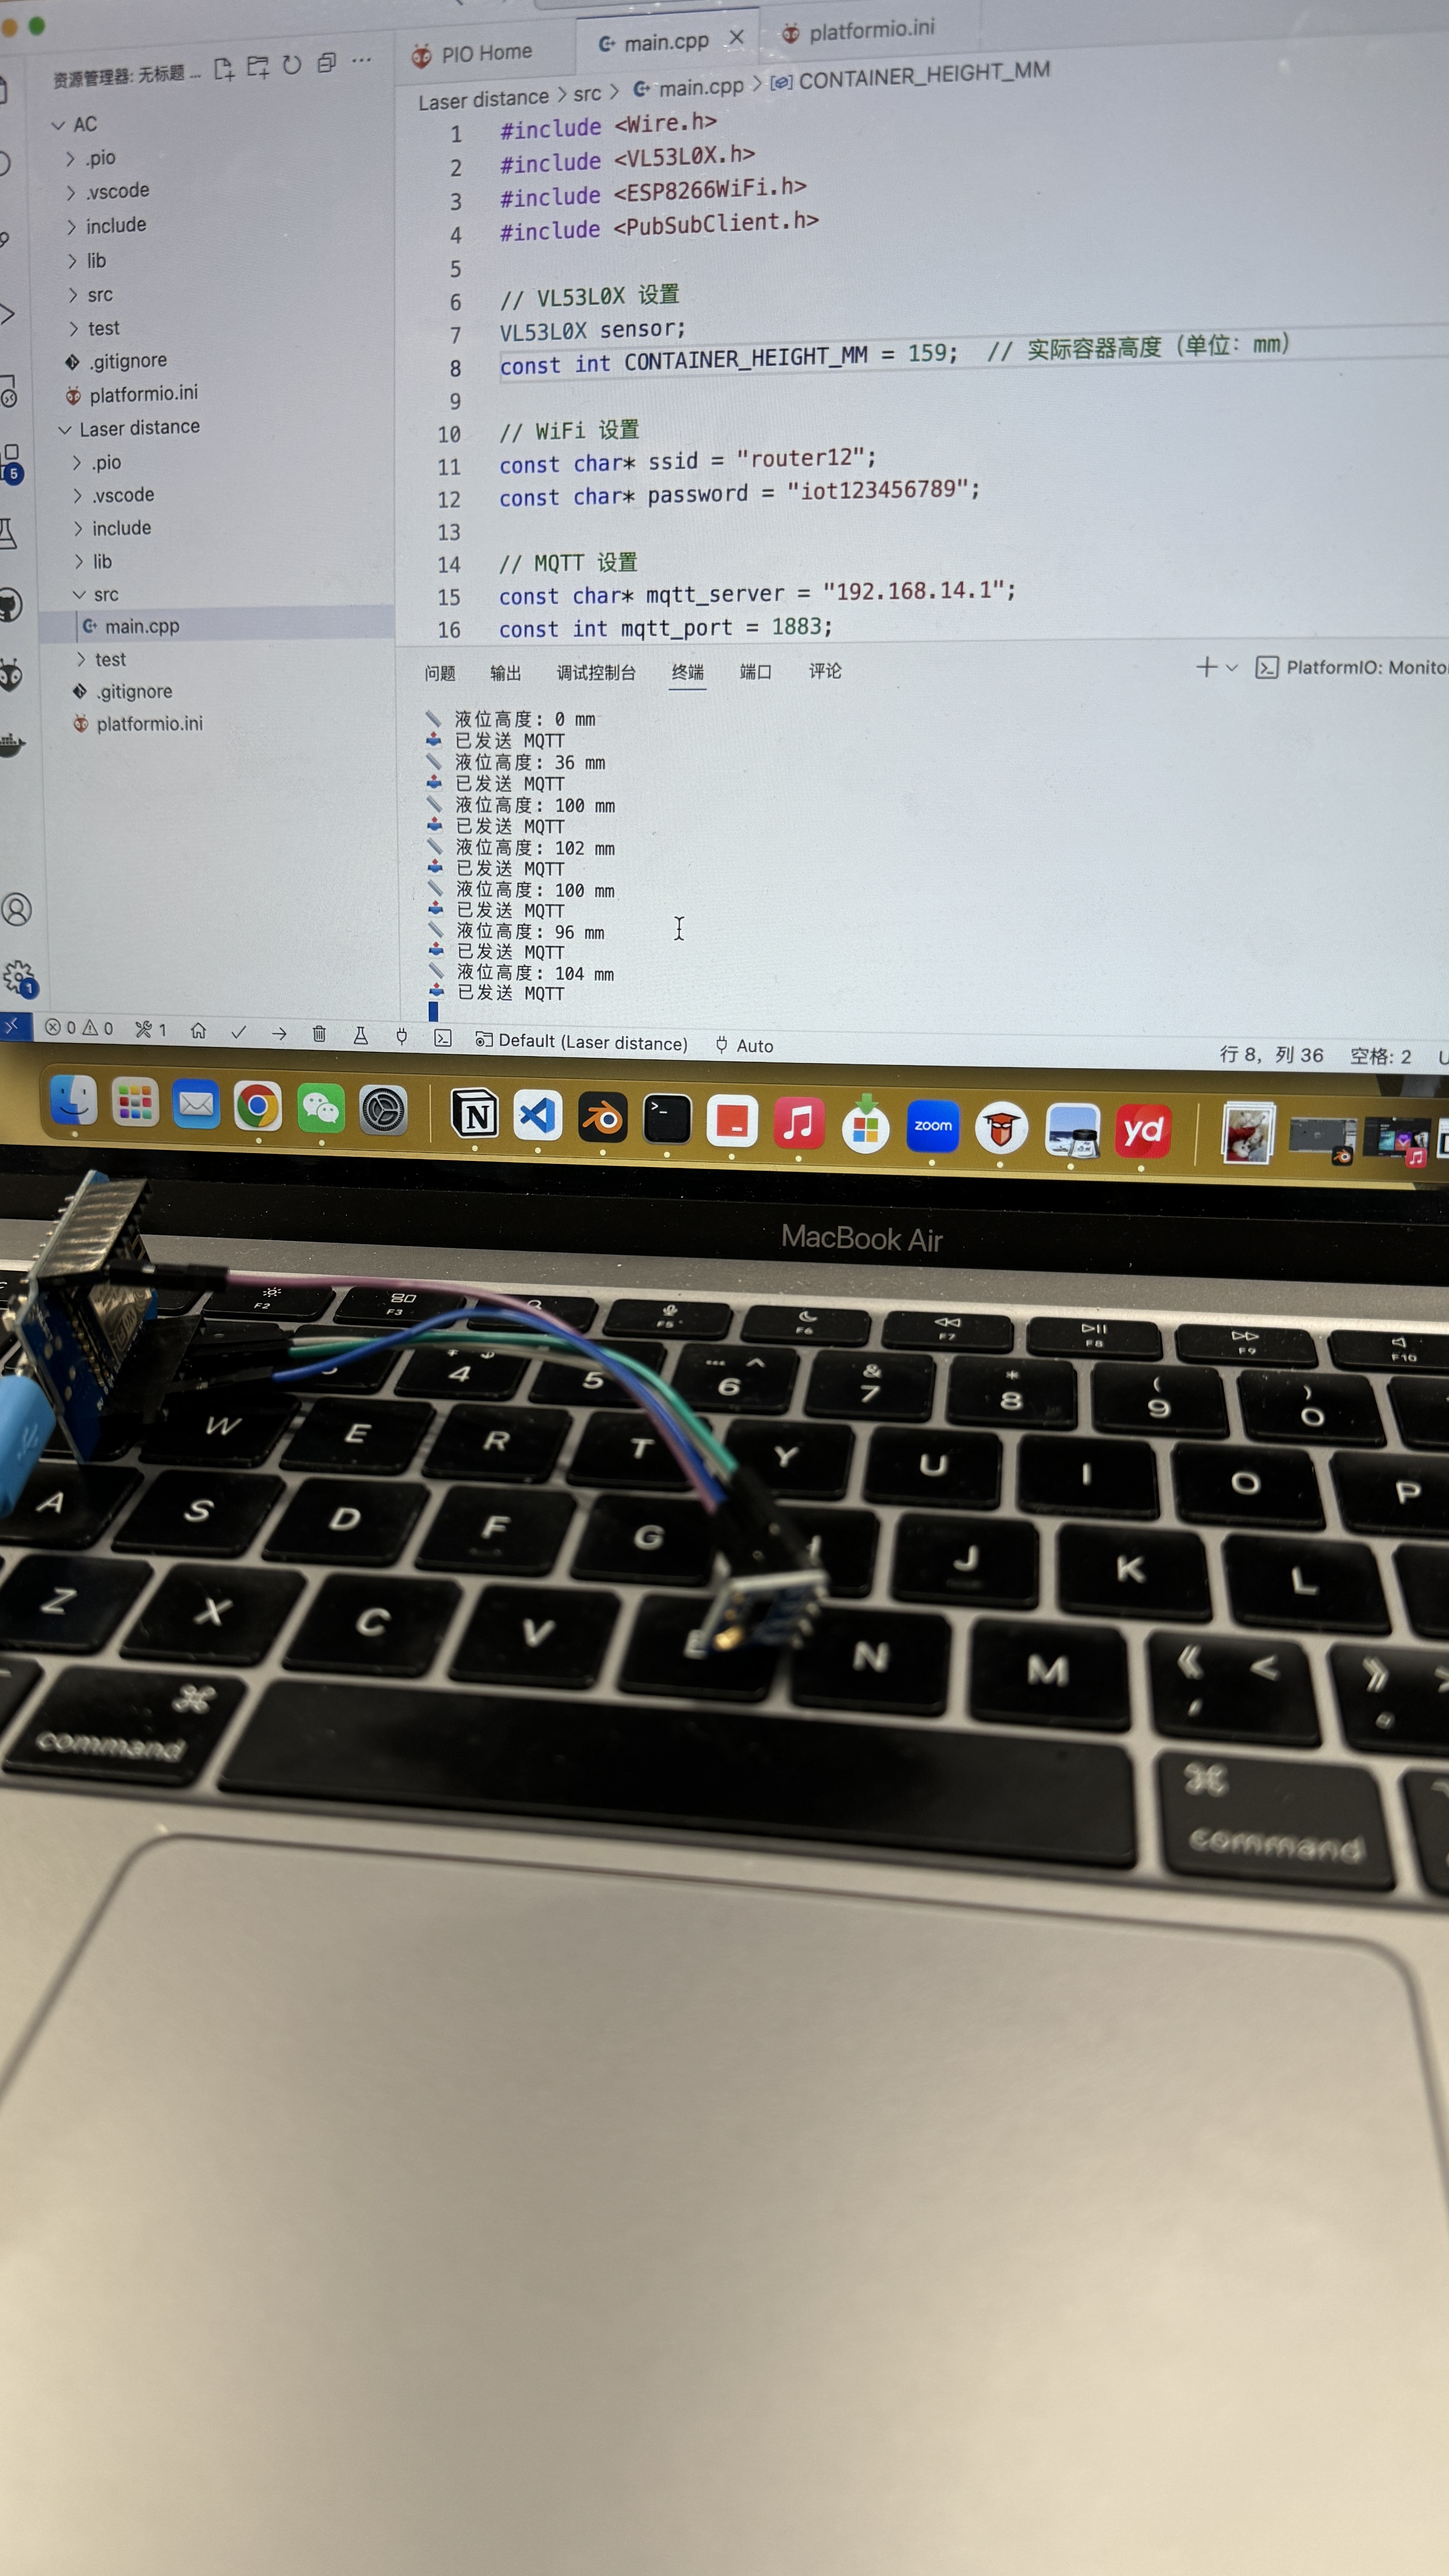 PIO Home
main.cpp
platformio.ini
资源管理器: 无标题 ...
Laser distance > src > main.cpp > CONTAINER_HEIGHT_MM
AC
.pio
.vscode
include
lib
src
test
.gitignore
platformio.ini
Laser distance
.pio
.vscode
include
lib
src
main.cpp
test
.gitignore
platformio.ini
5
1
1 #include <Wire.h>
2 #include <VL53L0X.h>
3 #include <ESP8266WiFi.h>
4 #include <PubSubClient.h>
5
6 // VL53L0X 设置
7 VL53L0X sensor;
8 const int CONTAINER_HEIGHT_MM = 159; // 实际容器高度（单位：mm）
9
10 // WiFi 设置
11 const char* ssid = "router12";
12 const char* password = "iot123456789";
13
14 // MQTT 设置
15 const char* mqtt_server = "192.168.14.1";
16 const int mqtt_port = 1883;
问题 输出 调试控制台 终端 端口 评论
PlatformIO: Monito
液位高度: 0 mm
已发送 MQTT
液位高度: 36 mm
已发送 MQTT
液位高度: 100 mm
已发送 MQTT
液位高度: 102 mm
已发送 MQTT
液位高度: 100 mm
已发送 MQTT
液位高度: 96 mm
已发送 MQTT
液位高度: 104 mm
已发送 MQTT
0 0 1 Default (Laser distance) Auto
行 8, 列 36 空格: 2
N zoom yd
MacBook Air
F2 F3 F5 F6 F7 F8 F9 F10
4 5 ^ 6 & 7 * 8 ( 9 ) 0
W E R T Y U I O P
A S D F G J K L
Z X C V N M 《 < , 》
command command